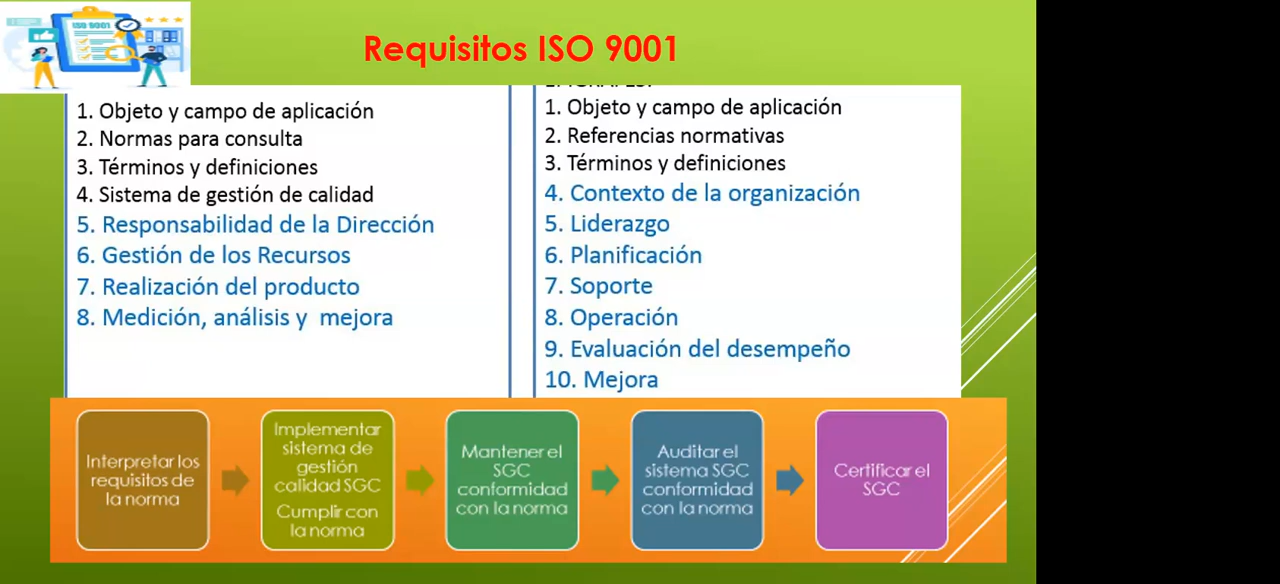 ISO 9001
Requisitos ISO 9001
1. Objeto y campo de aplicación
2. Normas para consulta
3. Términos y definiciones
4. Sistema de gestión de calidad
5. Responsabilidad de la Dirección
6. Gestión de los Recursos
7. Realización del producto
8. Medición, análisis y mejora
1. Objeto y campo de aplicación
2. Referencias normativas
3. Términos y definiciones
4. Contexto de la organización
5. Liderazgo
6. Planificación
7. Soporte
8. Operación
9. Evaluación del desempeño
10. Mejora
Interpretar los
requisitos de
la norma
Implementar
sistema de
gestión
calidad SGC
Cumplir con
la norma
Mantener el
SGC
conformidad
con la norma
Auditar el
sistema SGC
conformidad
con la norma
Certificar el
SGC